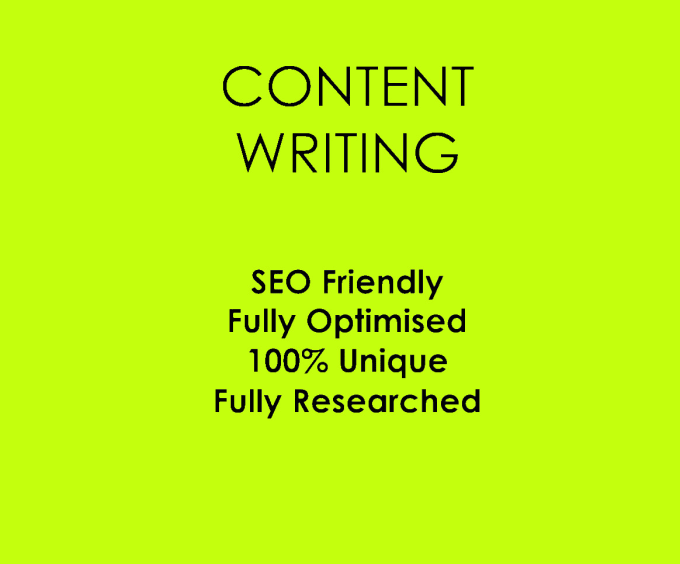 CONTENT
WRITING
SEO Friendly
Fully Optimised
100% Unique
Fully Researched